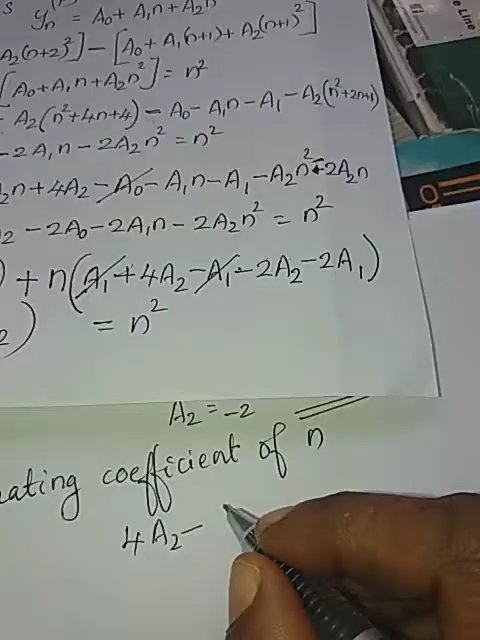 y_n = A₀ + A₁n + A₂n
A₂(n+2)²] - [A₀ + A₁(n+1) + A₂(n+1)²]
[A₀ + A₁n + A₂n²] = n²
A₂(n²+4n+4) - A₀ - A₁n - A₁ - A₂(n²+2n+1)
- 2A₁n - 2A₂n² = n²
₂n + 4A₂ - A₀ - A₁n - A₁ - A₂n² - 2A₂n
₂ - 2A₀ - 2A₁n - 2A₂n² = n²
) + n(A₁ + 4A₂ - A₁ - 2A₂ - 2A₁)
₂) = n²
A₂ = -2
ating coefficient of n
4A₂ -
e Line